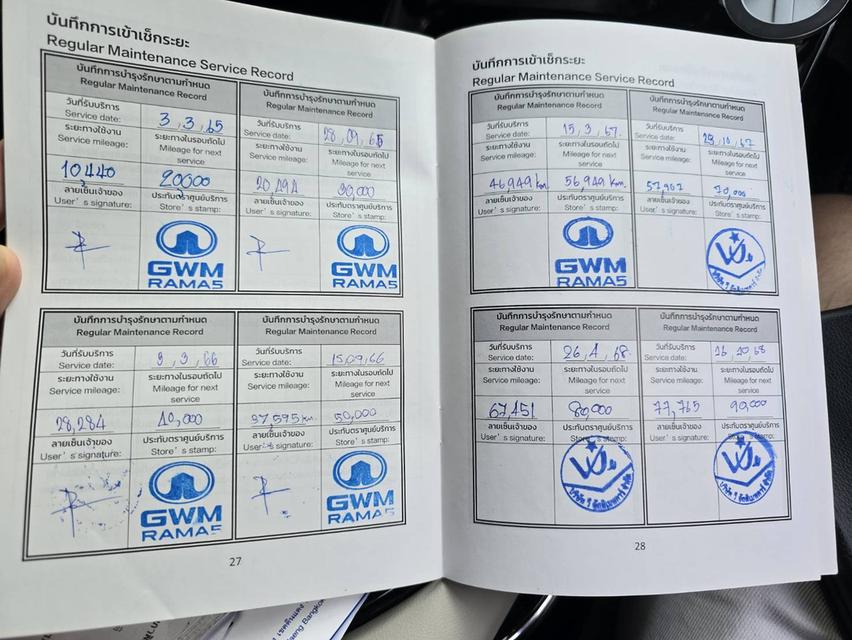 บันทึกการเข้าเช็กระยะ
Regular Maintenance Service Record
บันทึกการบำรุงรักษาตามกำหนด
Regular Maintenance Record
วันที่รับบริการ
Service date:
3,3,65
ระยะทางใช้งาน
Service mileage:
ระยะทางในรอบถัดไป
Mileage for next
service
10440
20000
ลายเซ็นเจ้าของ
User's signature:
ประทับตราศูนย์บริการ
Store's stamp:
GWM
RAMA5
บันทึกการบำรุงรักษาตามกำหนด
Regular Maintenance Record
วันที่รับบริการ
Service date:
28,09,65
ระยะทางใช้งาน
Service mileage:
ระยะทางในรอบถัดไป
Mileage for next
service
30,000
ลายเซ็นเจ้าของ
User's signature:
ประทับตราศูนย์บริการ
Store's stamp:
GWM
RAMA5
บันทึกการบำรุงรักษาตามกำหนด
Regular Maintenance Record
วันที่รับบริการ
Service date:
9,3,66
ระยะทางใช้งาน
Service mileage:
ระยะทางในรอบถัดไป
Mileage for next
service
28,284
40,000
ลายเซ็นเจ้าของ
User's signature:
ประทับตราศูนย์บริการ
Store's stamp:
GWM
RAMA5
บันทึกการบำรุงรักษาตามกำหนด
Regular Maintenance Record
วันที่รับบริการ
Service date:
15,09,66
ระยะทางใช้งาน
Service mileage:
ระยะทางในรอบถัดไป
Mileage for next
service
37,595 km.
50,000
ลายเซ็นเจ้าของ
User's signature:
ประทับตราศูนย์บริการ
Store's stamp:
GWM
RAMA5
27
บันทึกการเข้าเช็กระยะ
Regular Maintenance Service Record
บันทึกการบำรุงรักษาตามกำหนด
Regular Maintenance Record
วันที่รับบริการ
Service date:
15,3,67.
ระยะทางใช้งาน
Service mileage:
ระยะทางในรอบถัดไป
Mileage for next
service
46,949 km.
56,949 km.
ลายเซ็นเจ้าของ
User's signature:
ประทับตราศูนย์บริการ
Store's stamp:
GWM
RAMA5
บันทึกการบำรุงรักษาตามกำหนด
Regular Maintenance Record
วันที่รับบริการ
Service date:
ระยะทางใช้งาน
Service mileage:
ระยะทางในรอบถัดไป
Mileage for next
service
57,967
70,000
ลายเซ็นเจ้าของ
User's signature:
ประทับตราศูนย์บริการ
Store's stamp:
บันทึกการบำรุงรักษาตามกำหนด
Regular Maintenance Record
วันที่รับบริการ
Service date:
26,4,68
ระยะทางใช้งาน
Service mileage:
ระยะทางในรอบถัดไป
Mileage for next
service
67,451
80,000
ลายเซ็นเจ้าของ
User's signature:
ประทับตราศูนย์บริการ
Store's stamp:
บันทึกการบำรุงรักษาตามกำหนด
Regular Maintenance Record
วันที่รับบริการ
Service date:
ระยะทางใช้งาน
Service mileage:
ระยะทางในรอบถัดไป
Mileage for next
service
77,765
90,000
ลายเซ็นเจ้าของ
User's signature:
ประทับตราศูนย์บริการ
Store's stamp:
28